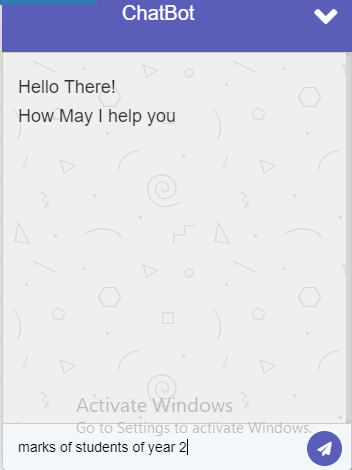 ChatBot
Hello There!
How May I help you
Activate Windows
Go to Settings to activate Windows.
marks of students of year 2